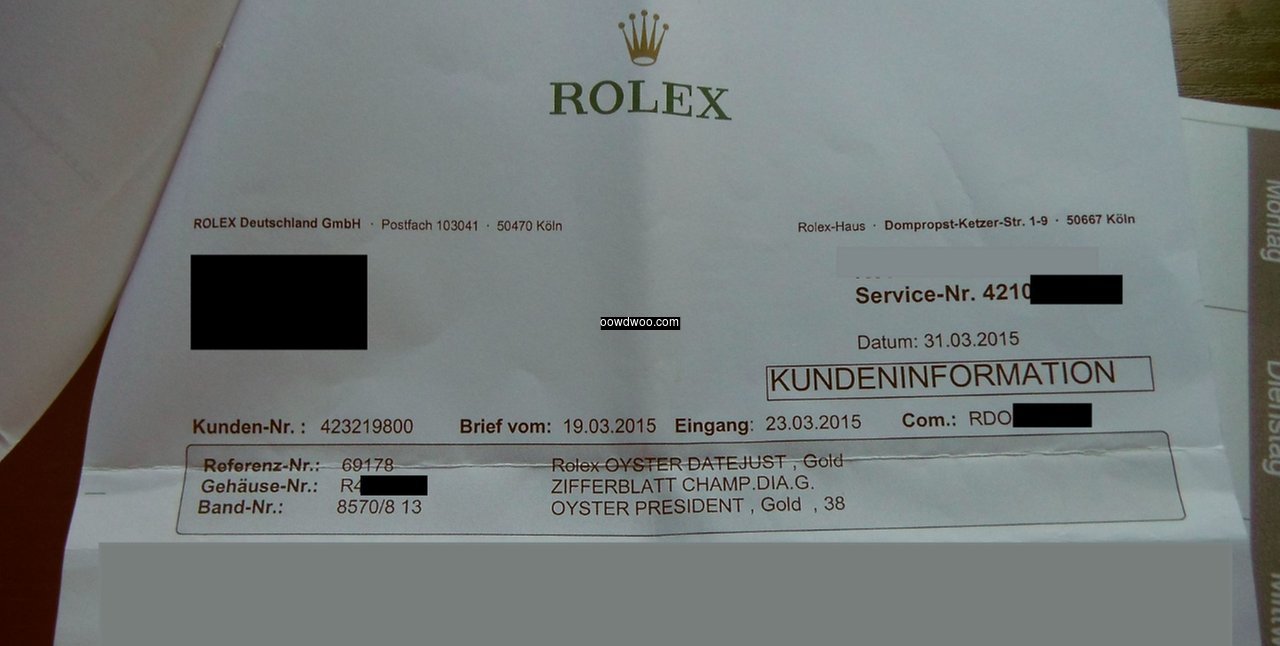 ROLEX
ROLEX Deutschland GmbH · Postfach 103041 · 50470 Köln
Rolex-Haus · Dompropst-Ketzer-Str. 1-9 · 50667 Köln
Service-Nr. 4210
oowdwoo.com
Datum: 31.03.2015
KUNDENINFORMATION
Kunden-Nr. : 423219800 Brief vom: 19.03.2015 Eingang: 23.03.2015 Com.: RDO
Referenz-Nr.: 69178 Rolex OYSTER DATEJUST , Gold
Gehäuse-Nr.: R4 ZIFFERBLATT CHAMP.DIA.G.
Band-Nr.: 8570/8 13 OYSTER PRESIDENT , Gold , 38
Montag
Dienstag